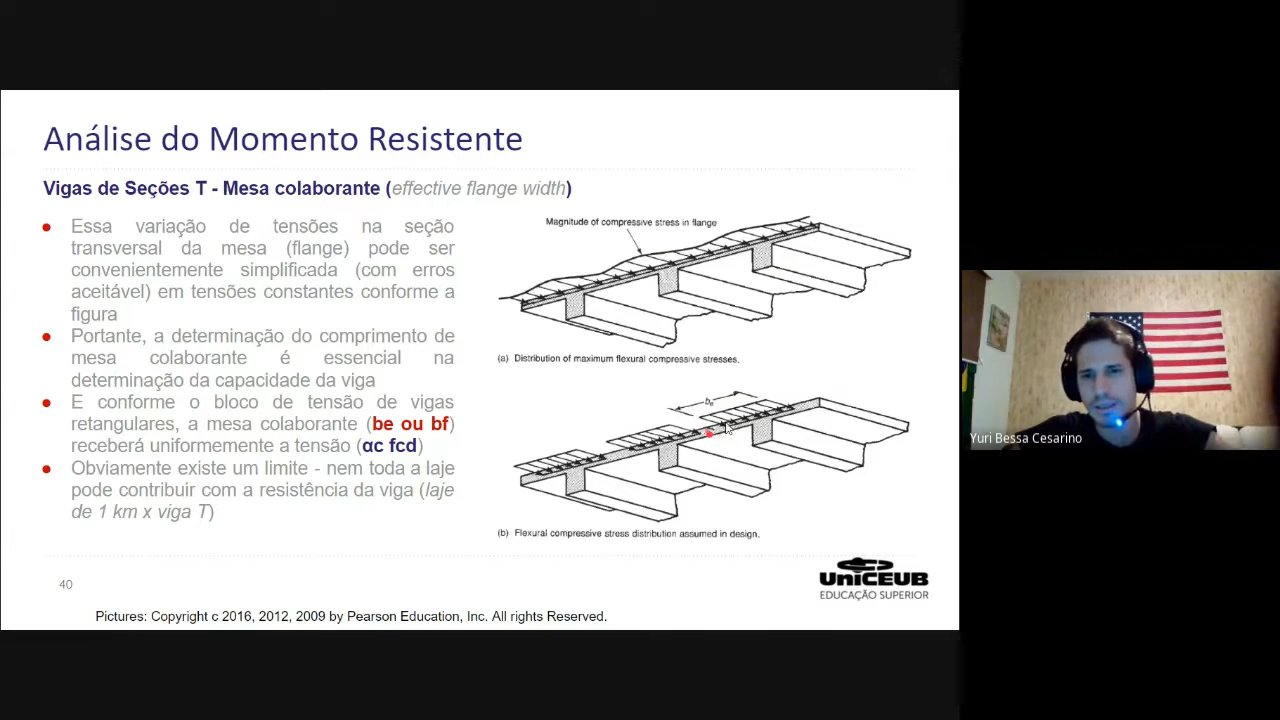 Análise do Momento Resistente
Vigas de Seções T - Mesa colaborante (effective flange width)
Essa variação de tensões na seção
transversal da mesa (flange) pode ser
convenientemente simplificada (com erros
aceitável) em tensões constantes conforme a
figura
Portante, a determinação do comprimento de
mesa colaborante é essencial na
determinação da capacidade da viga
E conforme o bloco de tensão de vigas
retangulares, a mesa colaborante (be ou bf)
receberá uniformemente a tensão (αc fcd)
Obviamente existe um limite - nem toda a laje
pode contribuir com a resistência da viga (laje
de 1 km x viga T)
Magnitude of compressive stress in flange
(a) Distribution of maximum flexural compressive stresses.
be
(b) Flexural compressive stress distribution assumed in design.
40
UniCEUB
EDUCAÇÃO SUPERIOR
Pictures: Copyright c 2016, 2012, 2009 by Pearson Education, Inc. All rights Reserved.
Yuri Bessa Cesarino